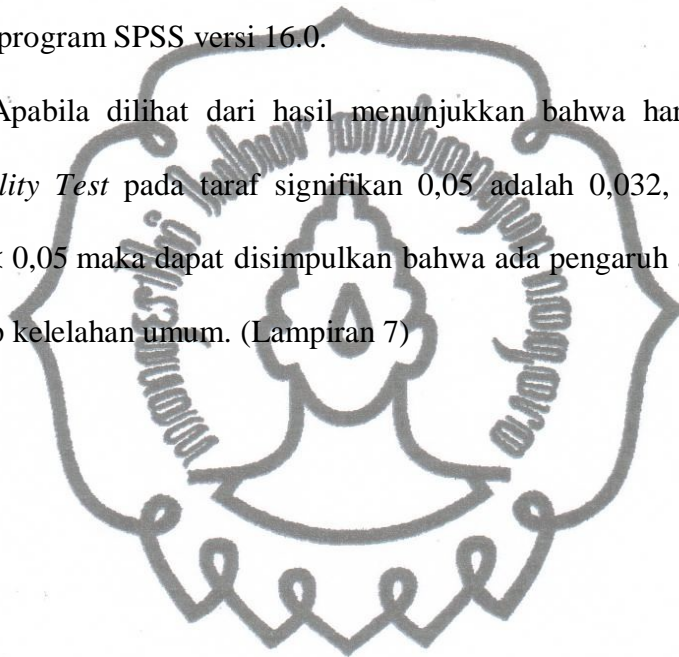 program SPSS versi 16.0.
Apabila dilihat dari hasil menunjukkan bahwa har
lity Test pada taraf signifikan 0,05 adalah 0,032,
< 0,05 maka dapat disimpulkan bahwa ada pengaruh
kelelahan umum. (Lampiran 7)